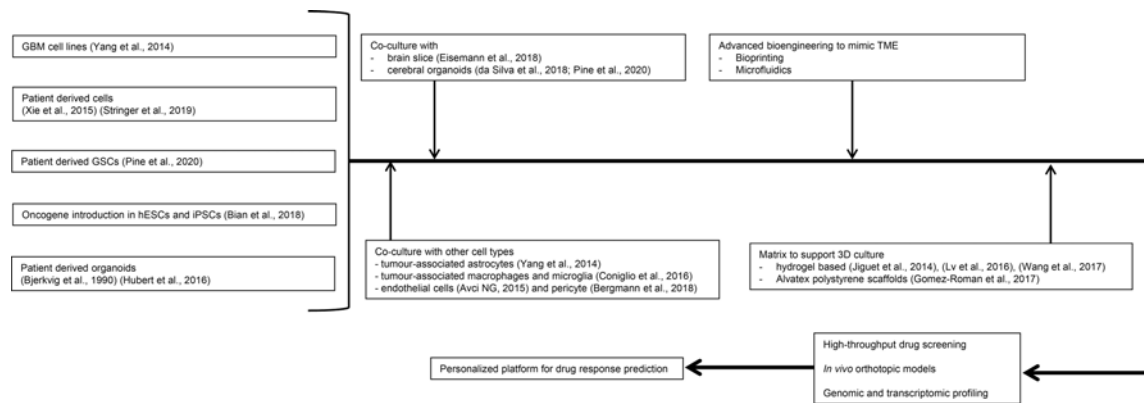 GBM cell lines (Yang et al., 2014)
Patient derived cells
(Xie et al., 2015) (Stringer et al., 2019)
Patient derived GSCs (Pine et al., 2020)
Oncogene introduction in hESCs and iPSCs (Bian et al., 2018)
Patient derived organoids
(Bjerkvig et al., 1990) (Hubert et al., 2016)
Co-culture with
- brain slice (Eisemann et al., 2018)
- cerebral organoids (da Silva et al., 2018; Pine et al., 2020)
Advanced bioengineering to mimic TME
- Bioprinting
- Microfluidics
Co-culture with other cell types
- tumour-associated astrocytes (Yang et al., 2014)
- tumour-associated macrophages and microglia (Coniglio et al., 2016)
- endothelial cells (Avci NG, 2015) and pericyte (Bergmann et al., 2018)
Matrix to support 3D culture
- hydrogel based (Jiguet et al., 2014), (Lv et al., 2016), (Wang et al., 2017)
- Alvatex polystyrene scaffolds (Gomez-Roman et al., 2017)
High-throughput drug screening
In vivo orthotopic models
Genomic and transcriptomic profiling
Personalized platform for drug response prediction